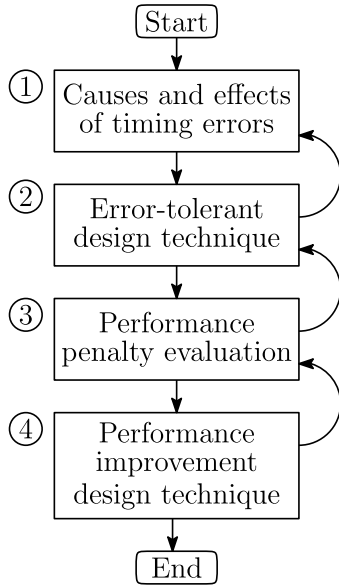 Start
①
Causes and effects
of timing errors
②
Error-tolerant
design technique
③
Performance
penalty evaluation
④
Performance
improvement
design technique
End